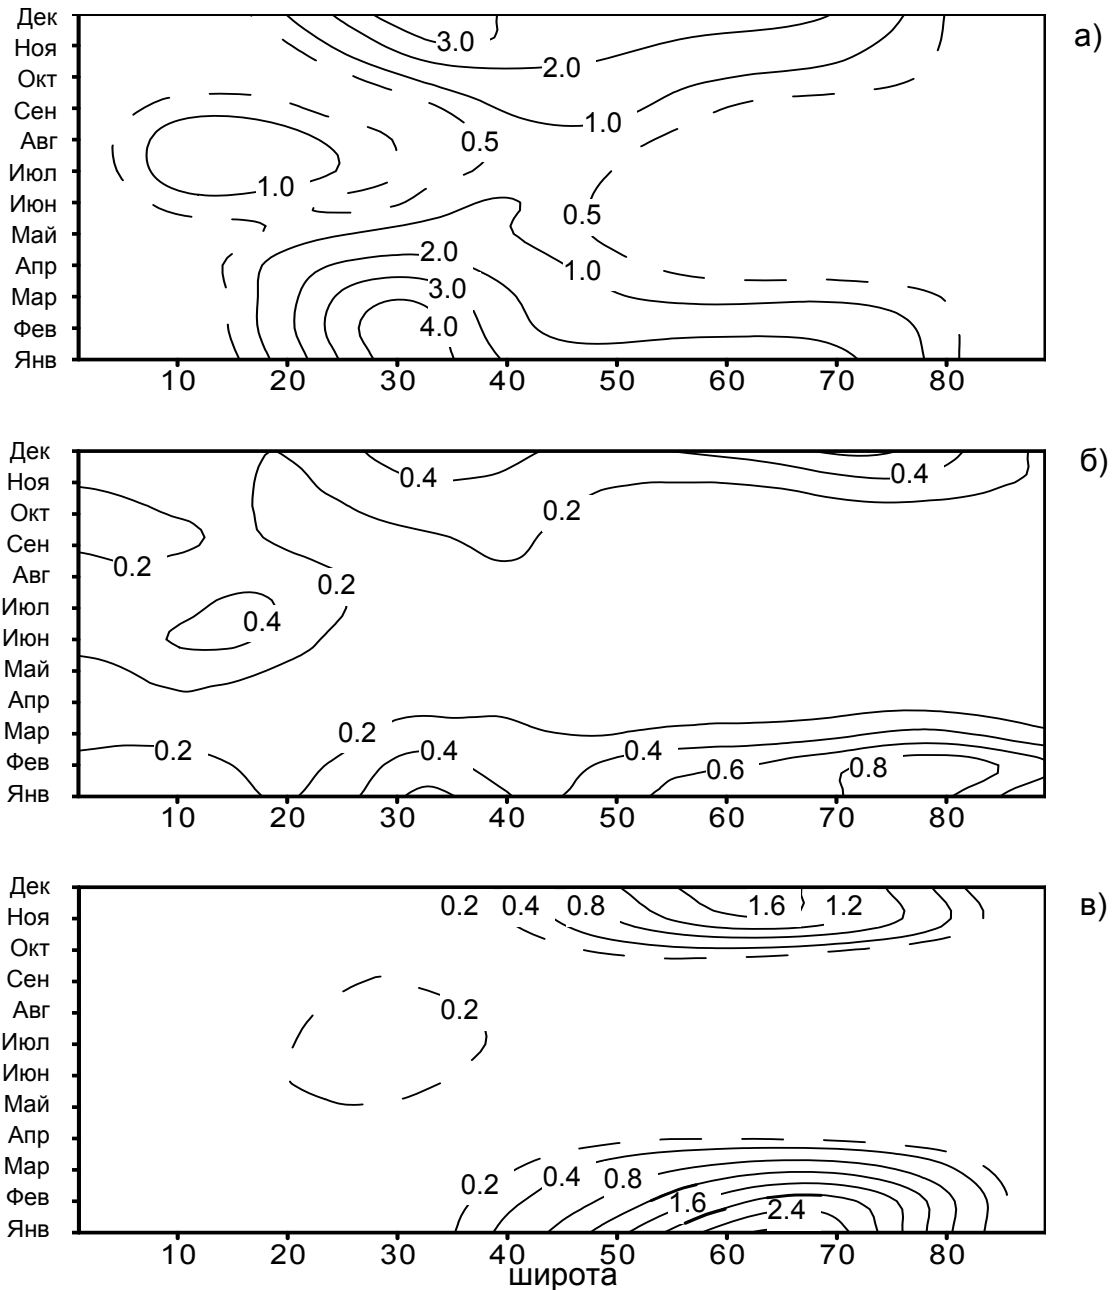 Дек
а)
3.0
Ноя
2.0
Окт
Сен
1.0
Авг
0.5
Июл
1.0
Июн
0.5
Май
2.0
Апр
1.0
Мар
3.0
Фев
4.0
Янв
10 20 30 40 50 60 70 80
Дек
б)
0.4 0.4
Ноя
Окт
0.2
Сен
0.2
Авг
0.2
Июл
0.4
Июн
Май
Апр
Мар
0.2
0.2 0.4 0.4
Фев
0.6 0.8
Янв
10 20 30 40 50 60 70 80
Дек
0.2 0.4 0.8 1.6 1.2
в)
Ноя
Окт
Сен
Авг
0.2
Июл
Июн
Май
Апр
Мар
0.2 0.4 0.8
Фев
1.6 2.4
Янв
10 20 30 40 50 60 70 80
широта